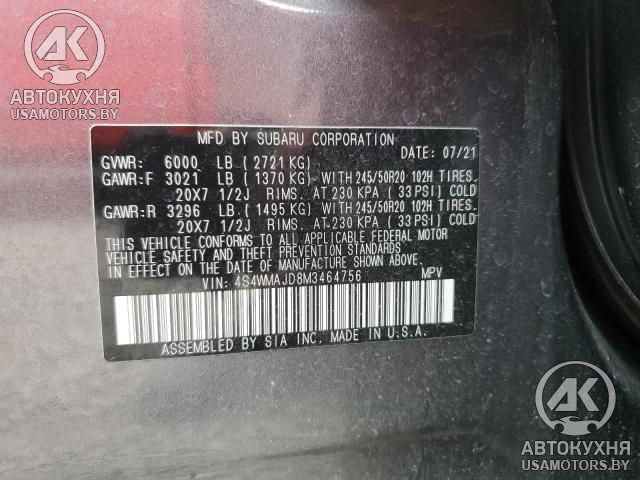 AK
АВТОКУХНЯ
USAMOTORS.BY
MFD BY SUBARU CORPORATION
GVWR: 6000 LB. ( 2721 KG) DATE: 07/21
GAWR:F 3021 LB ( 1370 KG) WITH 245/50R20 102H TIRES.
20X7 1/2J RIMS. AT 230 KPA ( 33 PSI) COLD
GAWR:R 3296 LB. ( 1495 KG) WITH 245/50R20 102H TIRES.
20X7 1/2J RIMS. AT 230 KPA ( 33 PSI) COLD
THIS VEHICLE CONFORMS TO ALL APPLICABLE FEDERAL MOTOR
VEHICLE SAFETY AND THEFT PREVENTION STANDARDS
IN EFFECT ON THE DATE OF MANUFACTURE SHOWN ABOVE.
VIN: 4S4WMAJD8M3464756 MPV
ASSEMBLED BY SIA INC. MADE IN U.S.A.
AK
АВТОКУХНЯ
USAMOTORS.BY